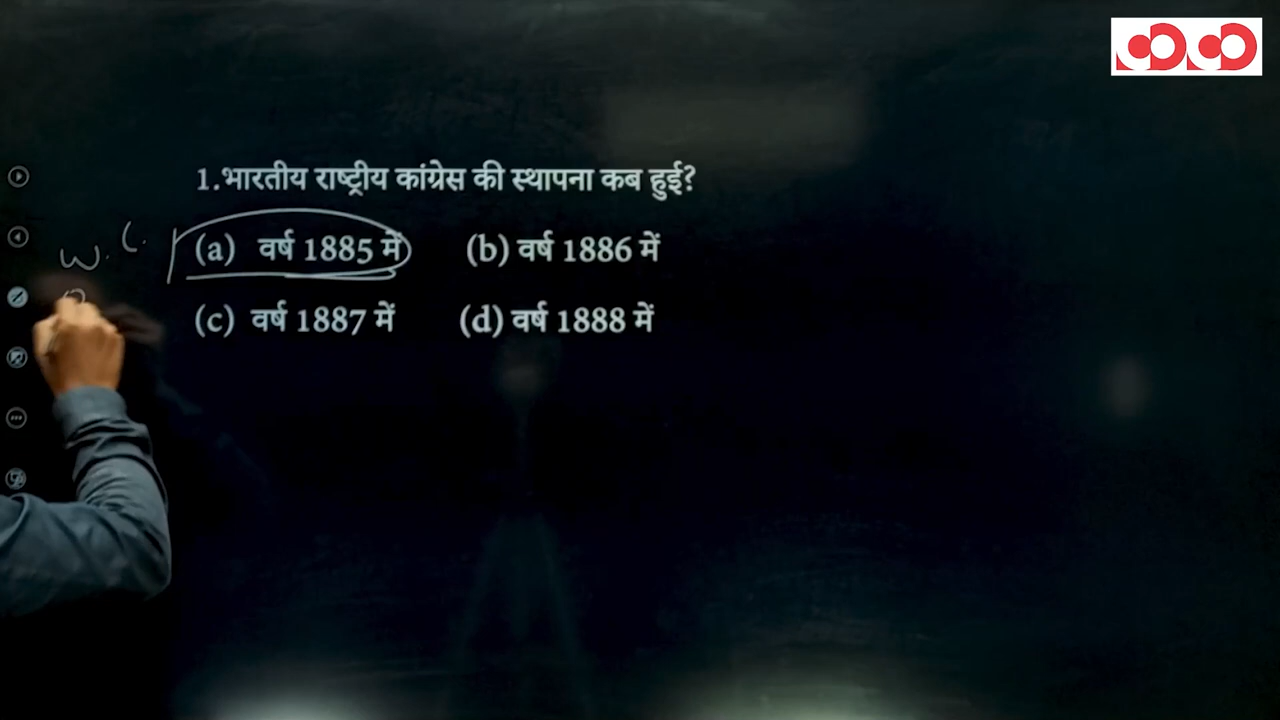 1.भारतीय राष्ट्रीय कांग्रेस की स्थापना कब हुई?
W. C.
(a) वर्ष 1885 में (b) वर्ष 1886 में
(c) वर्ष 1887 में (d) वर्ष 1888 में